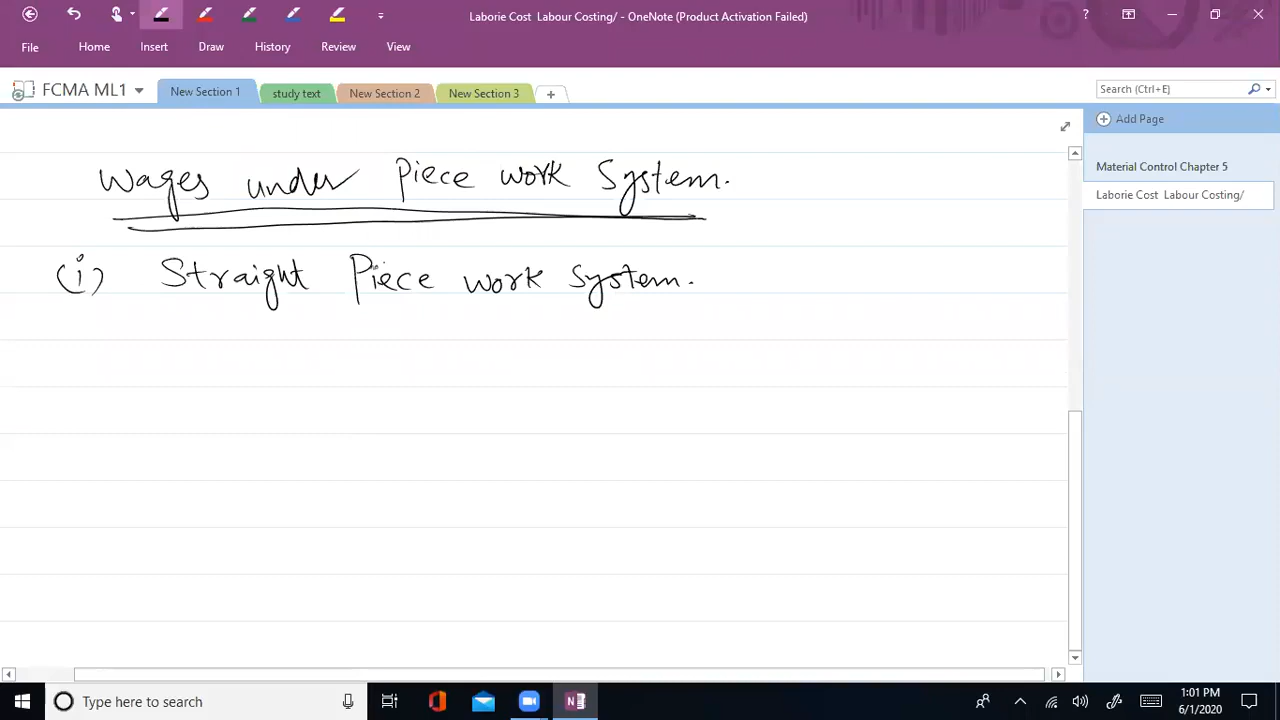 Laborie Cost Labour Costing/ - OneNote (Product Activation Failed)
?
File Home Insert Draw History Review View
FCMA ML1 New Section 1 study text New Section 2 New Section 3 + Search (Ctrl+E)
Add Page
Material Control Chapter 5
Laborie Cost Labour Costing/
Wages under Piece work System.
(i) Straight Piece work system.
Type here to search
1:01 PM
6/1/2020